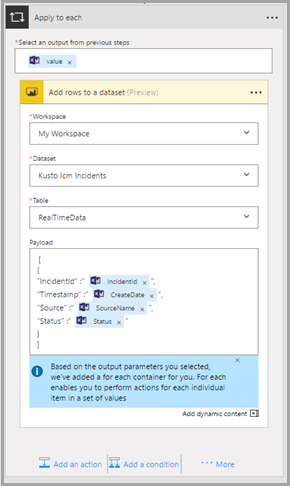 Apply to each
*Select an output from previous steps
value x
Add rows to a dataset (Preview)
*Workspace
My Workspace
*Dataset
Kusto Icm Incidents
*Table
RealTimeData
Payload
[
{
"IncidentId" :" IncidentId x ",
"Timestamp" :" CreateDate x ",
"Source" :" SourceName x ",
"Status" :" Status x "
}
]
Based on the output parameters you selected,
we've added a for each container for you. For each
enables you to perform actions for each individual
item in a set of values
Add dynamic content
Add an action Add a condition More